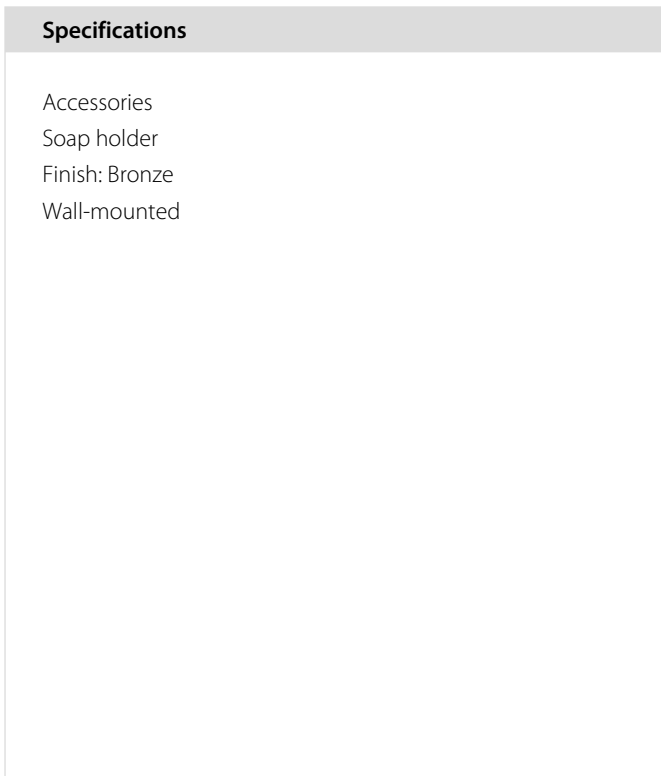 Specifications
Accessories
Soap holder
Finish: Bronze
Wall-mounted